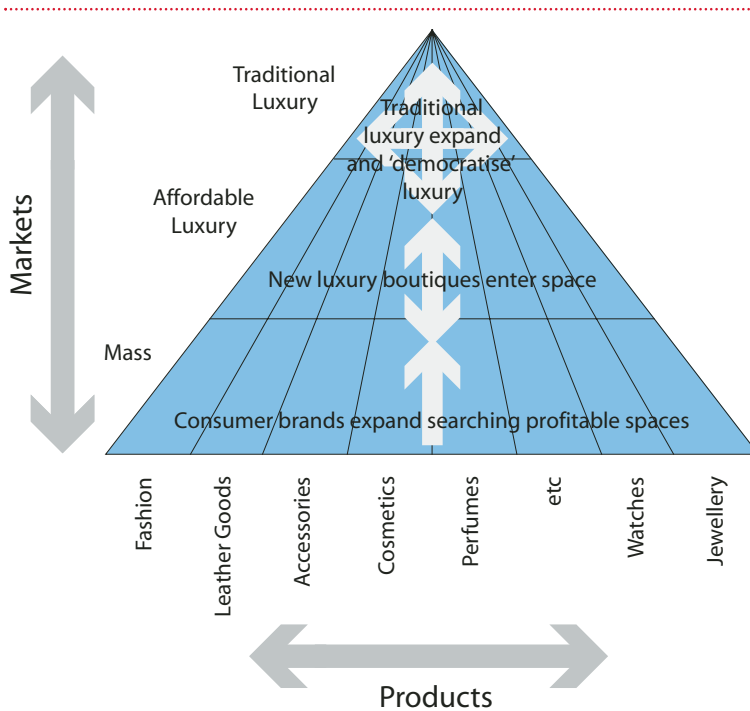 Traditional
Luxury
Traditional
luxury expand
and ‘democratise’
luxury
Affordable
Luxury
Markets
New luxury boutiques enter space
Mass
Consumer brands expand searching profitable spaces
Fashion
Leather Goods
Accessories
Cosmetics
Perfumes
etc
Watches
Jewellery
Products